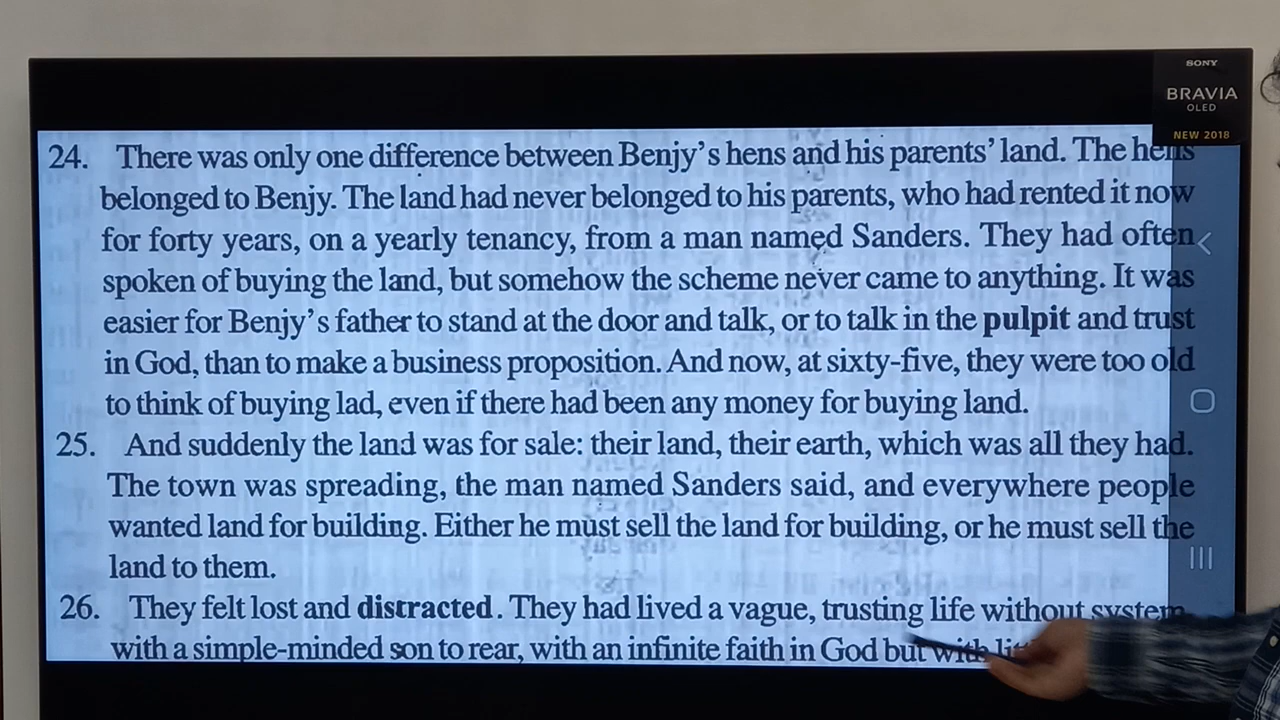 SONY
BRAVIA
OLED
NEW 2018
24. There was only one difference between Benjy's hens and his parents' land. The hens
belonged to Benjy. The land had never belonged to his parents, who had rented it now
for forty years, on a yearly tenancy, from a man named Sanders. They had often
spoken of buying the land, but somehow the scheme never came to anything. It was
easier for Benjy's father to stand at the door and talk, or to talk in the pulpit and trust
in God, than to make a business proposition. And now, at sixty-five, they were too old
to think of buying lad, even if there had been any money for buying land.
25. And suddenly the land was for sale: their land, their earth, which was all they had.
The town was spreading, the man named Sanders said, and everywhere people
wanted land for building. Either he must sell the land for building, or he must sell the
land to them.
26. They felt lost and distracted. They had lived a vague, trusting life without system
with a simple-minded son to rear, with an infinite faith in God but with